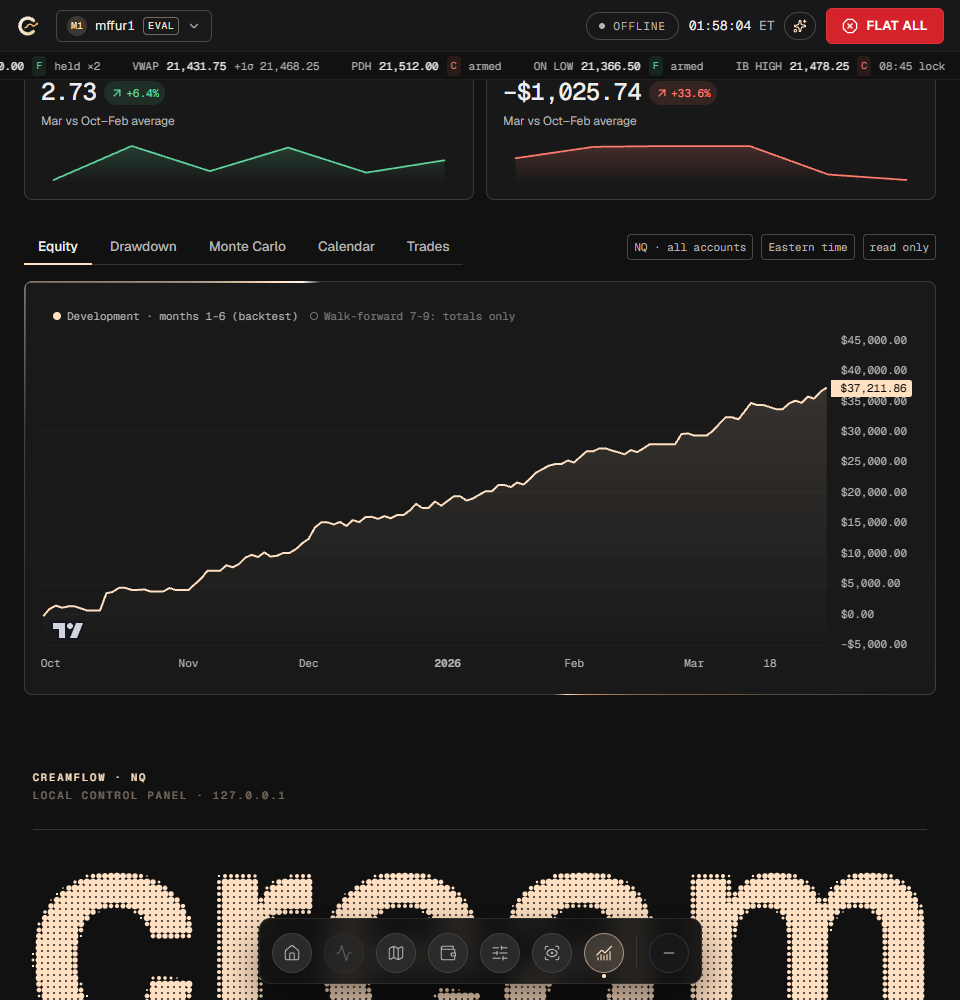 M1 mffur1 EVAL
OFFLINE 01:58:04 ET FLAT ALL
0.00 F held ×2 VWAP 21,431.75 +1σ 21,468.25 PDH 21,512.00 C armed ON LOW 21,366.50 F armed IB HIGH 21,478.25 C 08:45 lock
2.73 +6.4%
Mar vs Oct–Feb average
−$1,025.74 +33.6%
Mar vs Oct–Feb average
Equity Drawdown Monte Carlo Calendar Trades
NQ · all accounts Eastern time read only
Development · months 1-6 (backtest) Walk-forward 7-9: totals only
$45,000.00
$40,000.00
$37,211.86
$35,000.00
$30,000.00
$25,000.00
$20,000.00
$15,000.00
$10,000.00
$5,000.00
$0.00
−$5,000.00
Oct Nov Dec 2026 Feb Mar 18
CREAMFLOW · NQ
LOCAL CONTROL PANEL · 127.0.0.1
cream